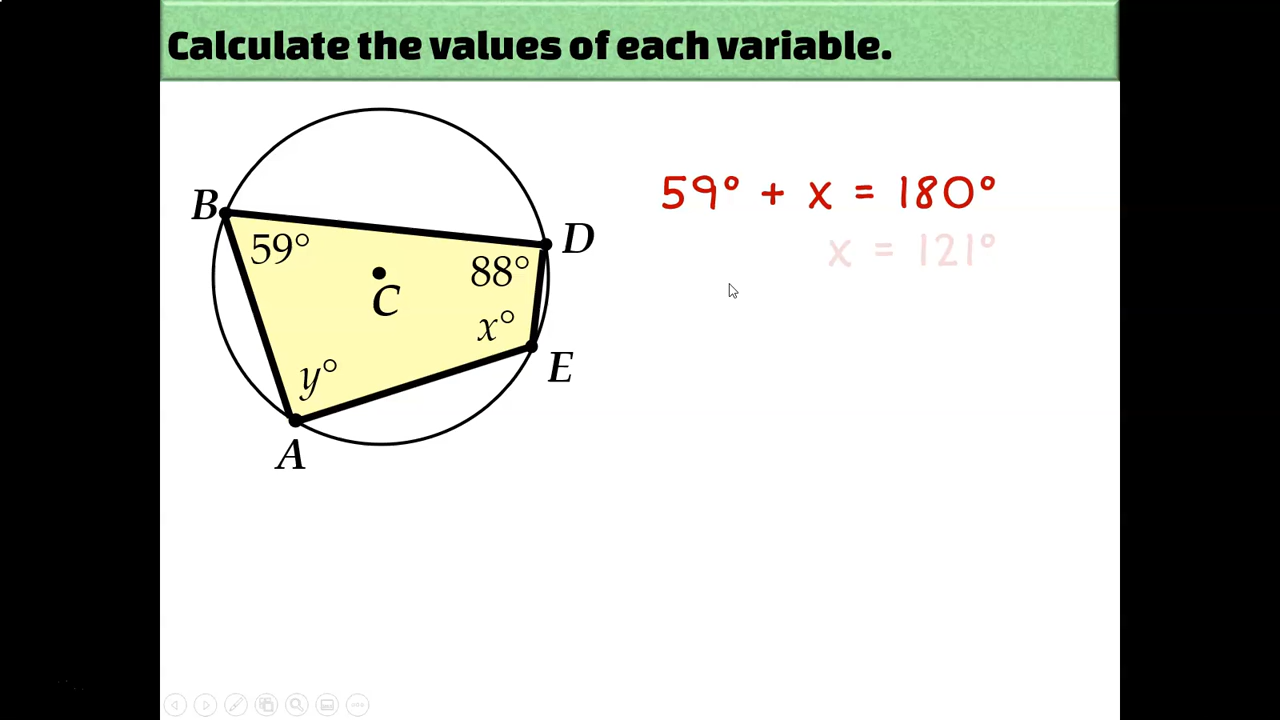 Calculate the values of each variable.
59° + x = 180°
x = 121°
B
59°
D
88°
C
x°
E
y°
A